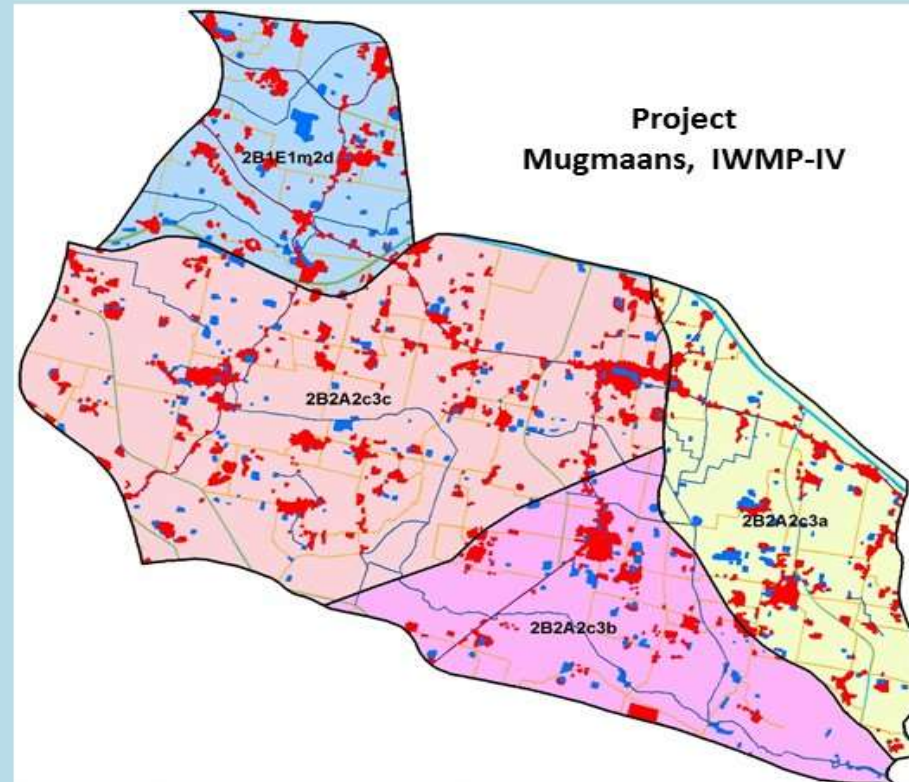 Project
Mugmaans, IWMP-IV
2B1E1m2d
2B2A2c3c
2B2A2c3a
2B2A2c3b